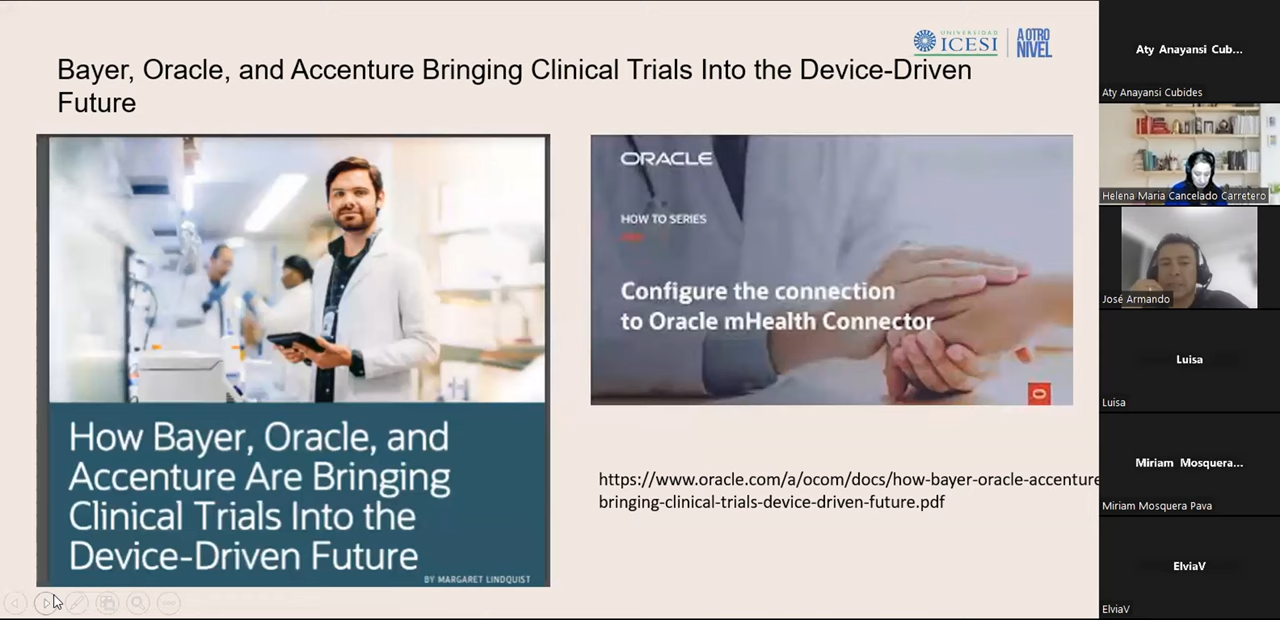 UNIVERSIDAD
ICESI
A OTRO
NIVEL
Bayer, Oracle, and Accenture Bringing Clinical Trials Into the Device-Driven
Future
How Bayer, Oracle, and
Accenture Are Bringing
Clinical Trials Into the
Device-Driven Future
BY MARGARET LINDQUIST
ORACLE
HOW TO SERIES
Configure the connection
to Oracle mHealth Connector
https://www.oracle.com/a/ocom/docs/how-bayer-oracle-accenture
bringing-clinical-trials-device-driven-future.pdf
Aty Anayansi Cub...
Aty Anayansi Cubides
Helena Maria Cancelado Carretero
José Armando
Luisa
Luisa
Miriam Mosquera...
Miriam Mosquera Pava
ElviaV
ElviaV